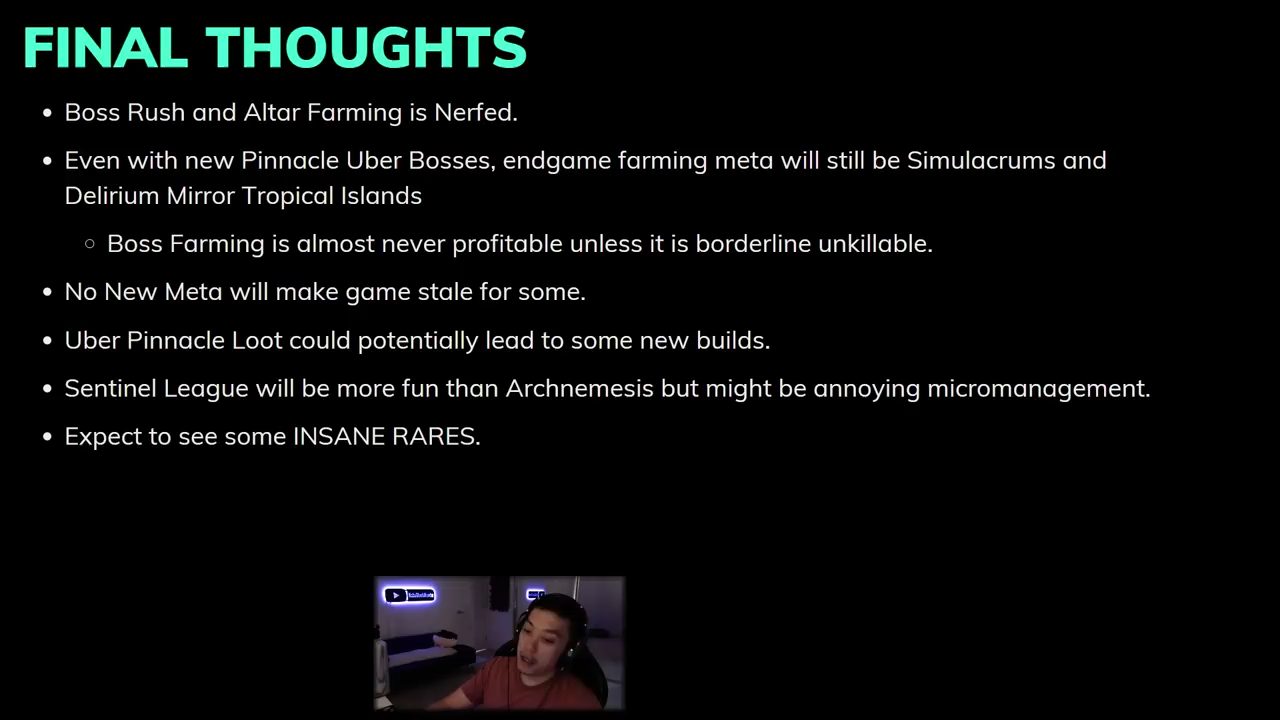 FINAL THOUGHTS
• Boss Rush and Altar Farming is Nerfed.
• Even with new Pinnacle Uber Bosses, endgame farming meta will still be Simulacrums and
Delirium Mirror Tropical Islands
○ Boss Farming is almost never profitable unless it is borderline unkillable.
• No New Meta will make game stale for some.
• Uber Pinnacle Loot could potentially lead to some new builds.
• Sentinel League will be more fun than Archnemesis but might be annoying micromanagement.
• Expect to see some INSANE RARES.